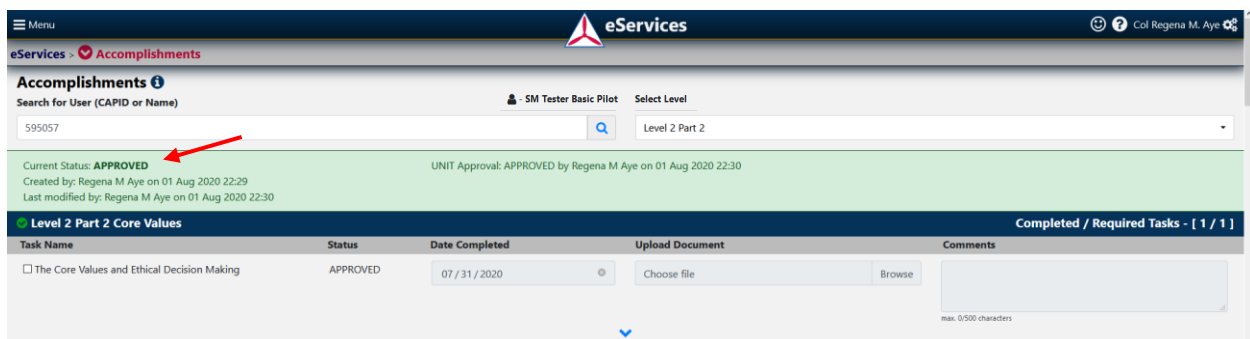 Menu
eServices
Col Regena M. Aye
eServices > Accomplishments
Accomplishments
Search for User (CAPID or Name)
- SM Tester Basic Pilot
Select Level
595057
Level 2 Part 2
Current Status: APPROVED
UNIT Approval: APPROVED by Regena M Aye on 01 Aug 2020 22:30
Created by: Regena M Aye on 01 Aug 2020 22:29
Last modified by: Regena M Aye on 01 Aug 2020 22:30
Level 2 Part 2 Core Values
Completed / Required Tasks - [ 1 / 1 ]
Task Name Status Date Completed Upload Document Comments
The Core Values and Ethical Decision Making APPROVED 07/31/2020 Choose file Browse
max. 0/500 characters